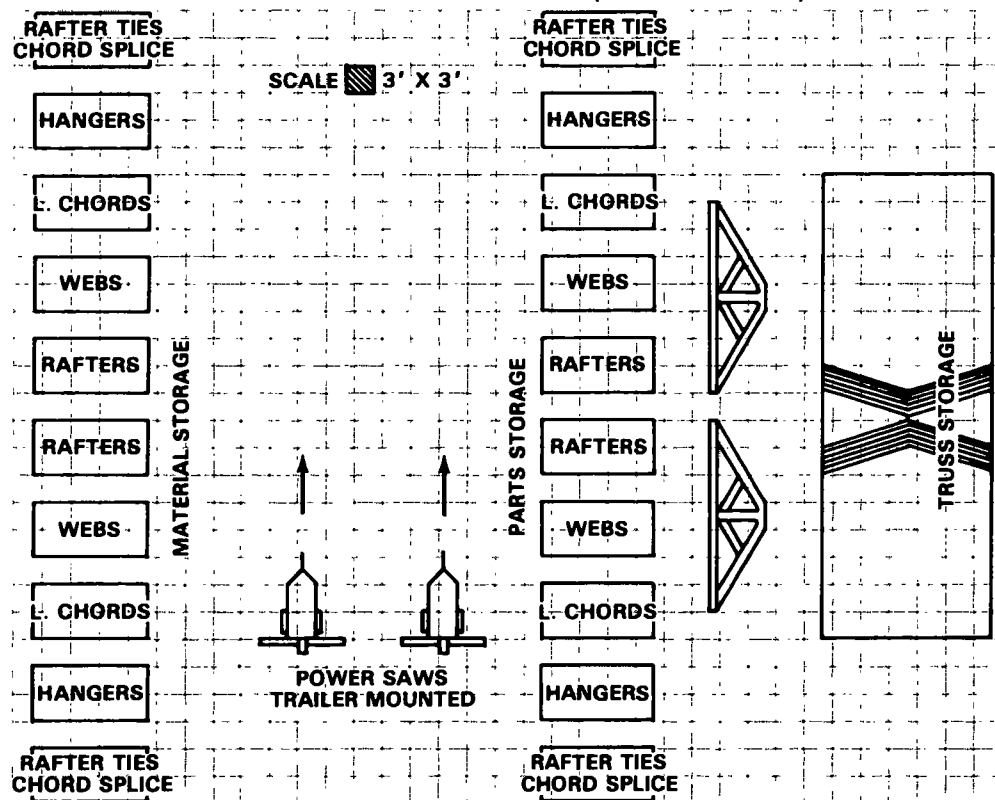 RAFTER TIES
CHORD SPLICE
HANGERS
L. CHORDS
WEBS
RAFTERS
RAFTERS
WEBS
L. CHORDS
HANGERS
RAFTER TIES
CHORD SPLICE
MATERIAL STORAGE
SCALE 3' X 3'
POWER SAWS
TRAILER MOUNTED
PARTS STORAGE
RAFTER TIES
CHORD SPLICE
HANGERS
L. CHORDS
WEBS
RAFTERS
RAFTERS
WEBS
L. CHORDS
HANGERS
RAFTER TIES
CHORD SPLICE
TRUSS STORAGE